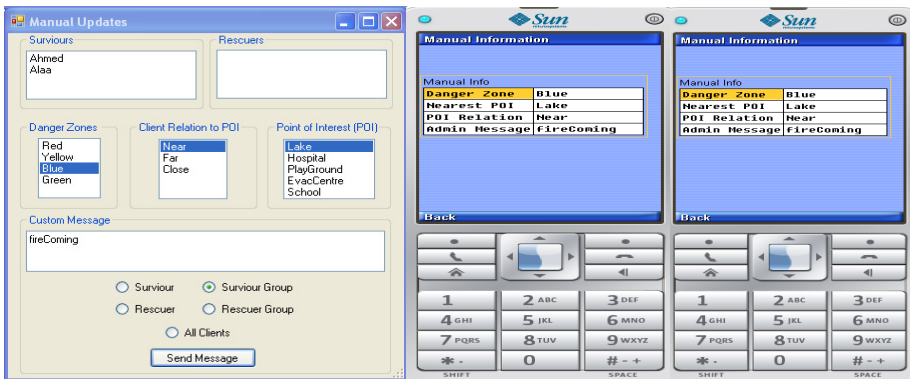 Manual Updates
Surviours
Rescuers
Ahmed
Alaa
Danger Zones
Client Relation to POI
Point of Interest (POI)
Red
Yellow
Blue
Green
Near
Far
Close
Lake
Hospital
PlayGround
EvacCentre
School
Custom Message
fireComing
Surviour
Surviour Group
Rescuer
Rescuer Group
All Clients
Send Message
Sun
microsystems
Manual Information
Manual Info
Danger Zone Blue
Nearest POI Lake
POI Relation Near
Admin Message fireComing
Back
1 2 ABC 3 DEF
4 GHI 5 JKL 6 MNO
7 PQRS 8 TUV 9 WXYZ
* . 0 # - +
SHIFT SPACE
Sun
microsystems
Manual Information
Manual Info
Danger Zone Blue
Nearest POI Lake
POI Relation Near
Admin Message fireComing
Back
1 2 ABC 3 DEF
4 GHI 5 JKL 6 MNO
7 PQRS 8 TUV 9 WXYZ
* . 0 # - +
SHIFT SPACE